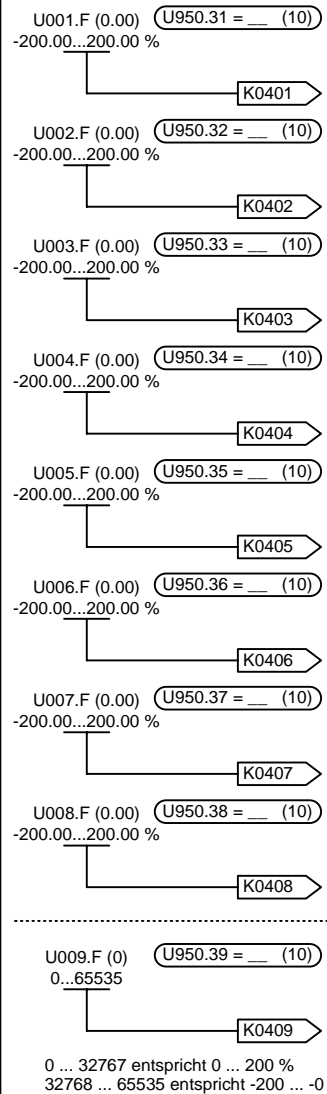 U001.F (0.00) U950.31 = __ (10)
-200.00...200.00 %
K0401
U002.F (0.00) U950.32 = __ (10)
-200.00...200.00 %
K0402
U003.F (0.00) U950.33 = __ (10)
-200.00...200.00 %
K0403
U004.F (0.00) U950.34 = __ (10)
-200.00...200.00 %
K0404
U005.F (0.00) U950.35 = __ (10)
-200.00...200.00 %
K0405
U006.F (0.00) U950.36 = __ (10)
-200.00...200.00 %
K0406
U007.F (0.00) U950.37 = __ (10)
-200.00...200.00 %
K0407
U008.F (0.00) U950.38 = __ (10)
-200.00...200.00 %
K0408
U009.F (0) U950.39 = __ (10)
0...65535
K0409
0 ... 32767 entspricht 0 ... 200 %
32768 ... 65535 entspricht -200 ... -0